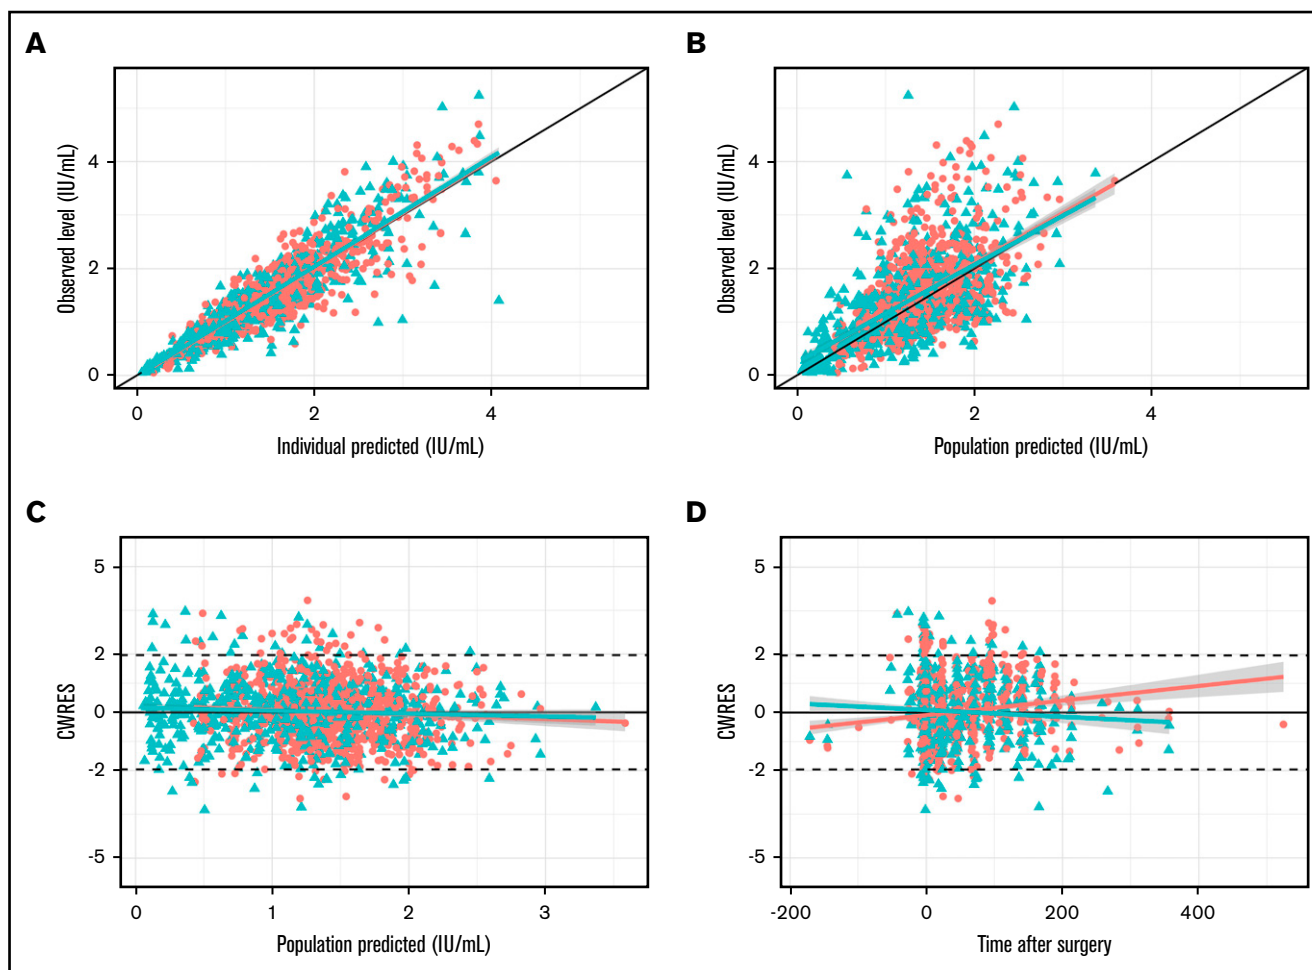 A
B
Observed level (IU/mL)
4
2
0
0
2
4
Individual predicted (IU/mL)
Observed level (IU/mL)
4
2
0
0
2
4
Population predicted (IU/mL)
C
D
CWRES
5
2
0
-2
-5
0
1
2
3
Population predicted (IU/mL)
CWRES
5
2
0
-2
-5
-200
0
200
400
Time after surgery